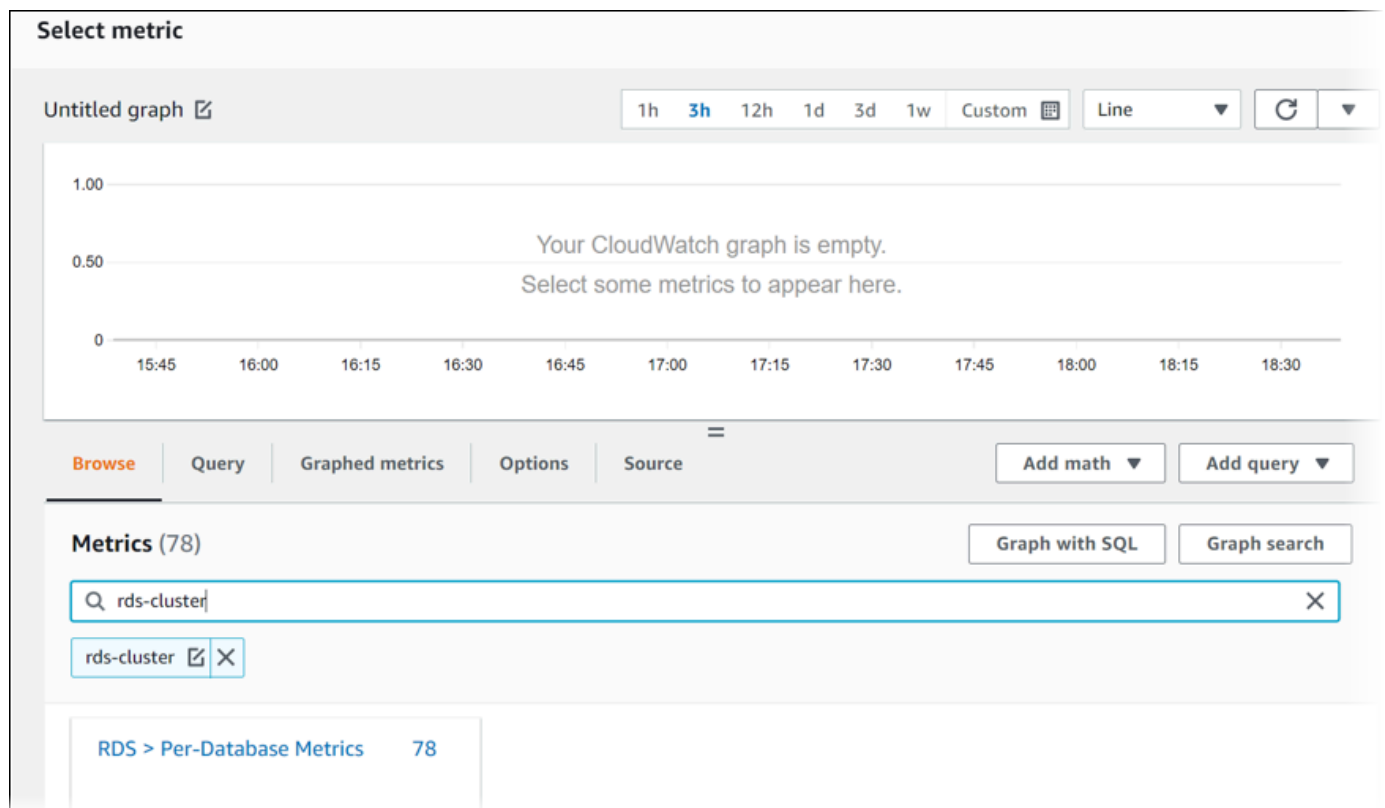 Select metric
Untitled graph
1h 3h 12h 1d 3d 1w Custom Line
1.00
Your CloudWatch graph is empty.
0.50
Select some metrics to appear here.
0
15:45 16:00 16:15 16:30 16:45 17:00 17:15 17:30 17:45 18:00 18:15 18:30
Browse Query Graphed metrics Options Source Add math Add query
Metrics (78) Graph with SQL Graph search
rds-cluster
rds-cluster
RDS > Per-Database Metrics 78